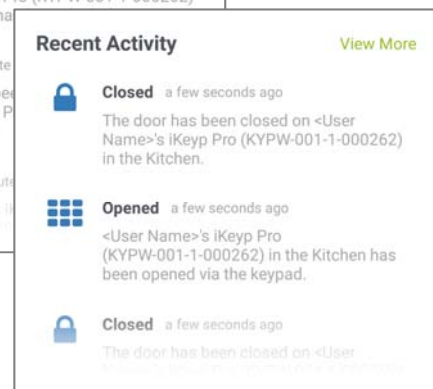 Recent Activity View More
Closed a few seconds ago
The door has been closed on <User
Name>'s iKeyp Pro (KYPW-001-1-000262)
in the Kitchen.
Opened a few seconds ago
<User Name>'s iKeyp Pro
(KYPW-001-1-000262) in the Kitchen has
been opened via the keypad.
Closed a few seconds ago
The door has been closed on <User